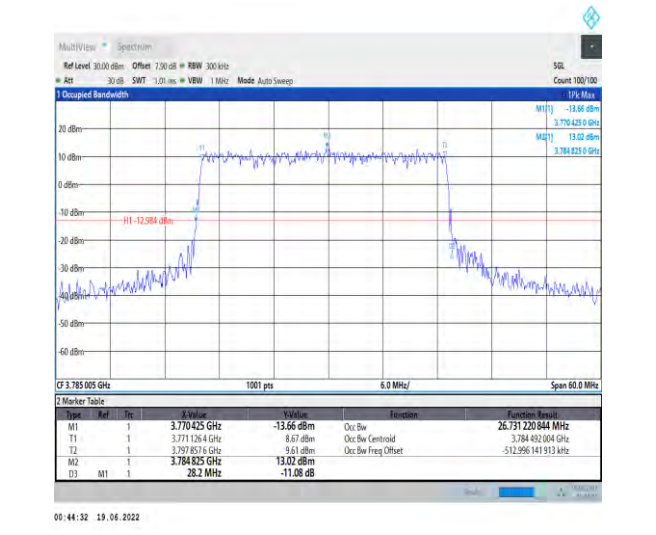 MultiView Spectrum
Ref Level 30.00 dBm Offset 7.90 dB RBW 300 kHz SGL
Att 30 dB SWT 1.01 ms VBW 1 MHz Mode Auto Sweep Count 100/100
1 Occupied Bandwidth 1Pk Max
M1[1] -13.66 dBm
3.770 425 0 GHz
20 dBm M2[1] 13.02 dBm
3.784 825 0 GHz
T1 M2 T2
10 dBm
0 dBm
-10 dBm
H1 -12.984 dBm
-20 dBm
-30 dBm
-40 dBm
-50 dBm
-60 dBm
CF 3.785 005 GHz 1001 pts 6.0 MHz/ Span 60.0 MHz
2 Marker Table
Type Ref Trc X-Value Y-Value Function Function Result
M1 1 3.770 425 GHz -13.66 dBm Occ Bw 26.731 220 844 MHz
T1 1 3.771 126 4 GHz 8.67 dBm Occ Bw Centroid 3.784 492 004 GHz
T2 1 3.797 857 6 GHz 9.61 dBm Occ Bw Freq Offset -512.996 141 913 kHz
M2 1 3.784 825 GHz 13.02 dBm
D3 M1 1 28.2 MHz -11.08 dB
00:44:32 19.06.2022